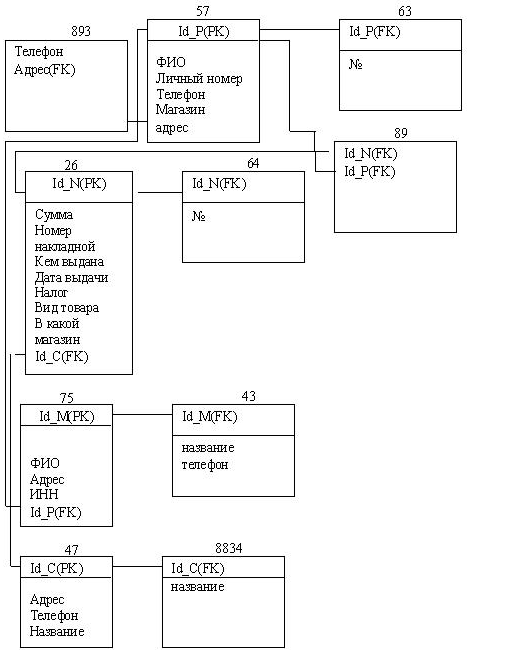 893
Телефон
Адрес(FK)
57
Id_P(PK)
ФИО
Личный номер
Телефон
Магазин
адрес
63
Id_P(FK)
№
89
Id_N(FK)
Id_P(FK)
26
Id_N(PK)
Сумма
Номер
накладной
Кем выдана
Дата выдачи
Налог
Вид товара
В какой
магазин
Id_C(FK)
64
Id_N(FK)
№
75
Id_M(PK)
ФИО
Адрес
ИНН
Id_P(FK)
43
Id_M(FK)
название
телефон
47
Id_C(PK)
Адрес
Телефон
Название
8834
Id_C(FK)
название